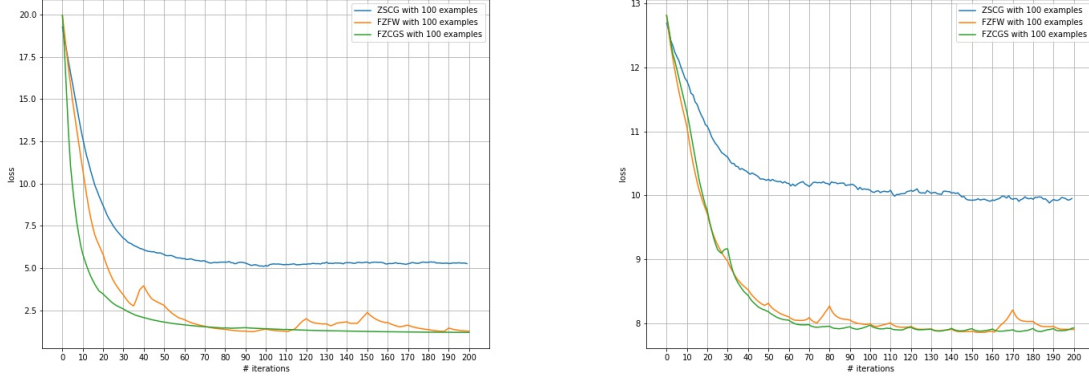 20.0
17.5
15.0
12.5
10.0
7.5
5.0
2.5
loss
ZSCG with 100 examples
FZFW with 100 examples
FZCGS with 100 examples
0 10 20 30 40 50 60 70 80 90 100 110 120 130 140 150 160 170 180 190 200
# iterations
13
12
11
10
9
8
loss
ZSCG with 100 examples
FZFW with 100 examples
FZCGS with 100 examples
0 10 20 30 40 50 60 70 80 90 100 110 120 130 140 150 160 170 180 190 200
# iterations